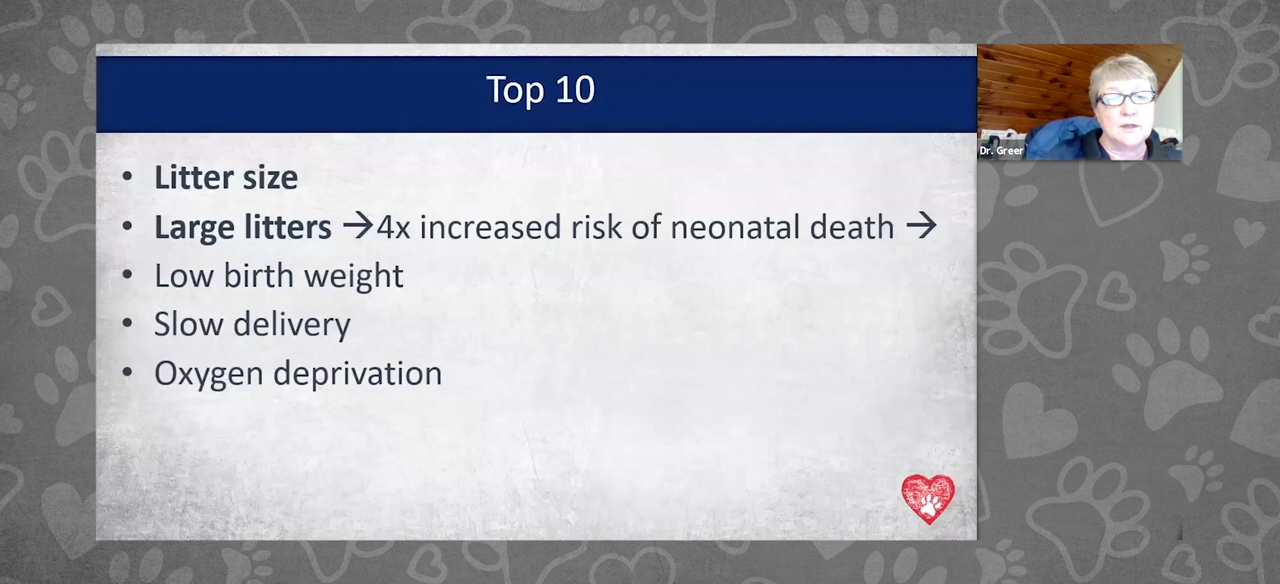 Top 10
• Litter size
• Large litters →4x increased risk of neonatal death →
• Low birth weight
• Slow delivery
• Oxygen deprivation
Dr. Greer